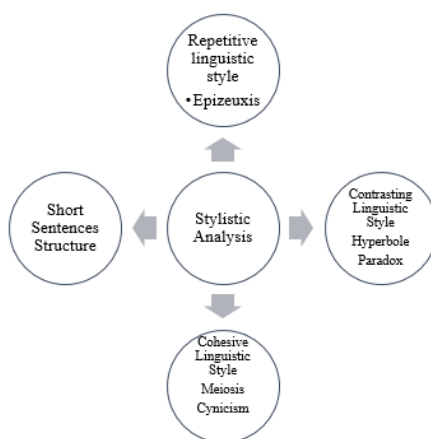 Repetitive
linguistic
style
•Epizeuxis
Short
Sentences
Structure
Stylistic
Analysis
Contrasting
Linguistic
Style
Hyperbole
Paradox
Cohesive
Linguistic
Style
Meiosis
Cynicism